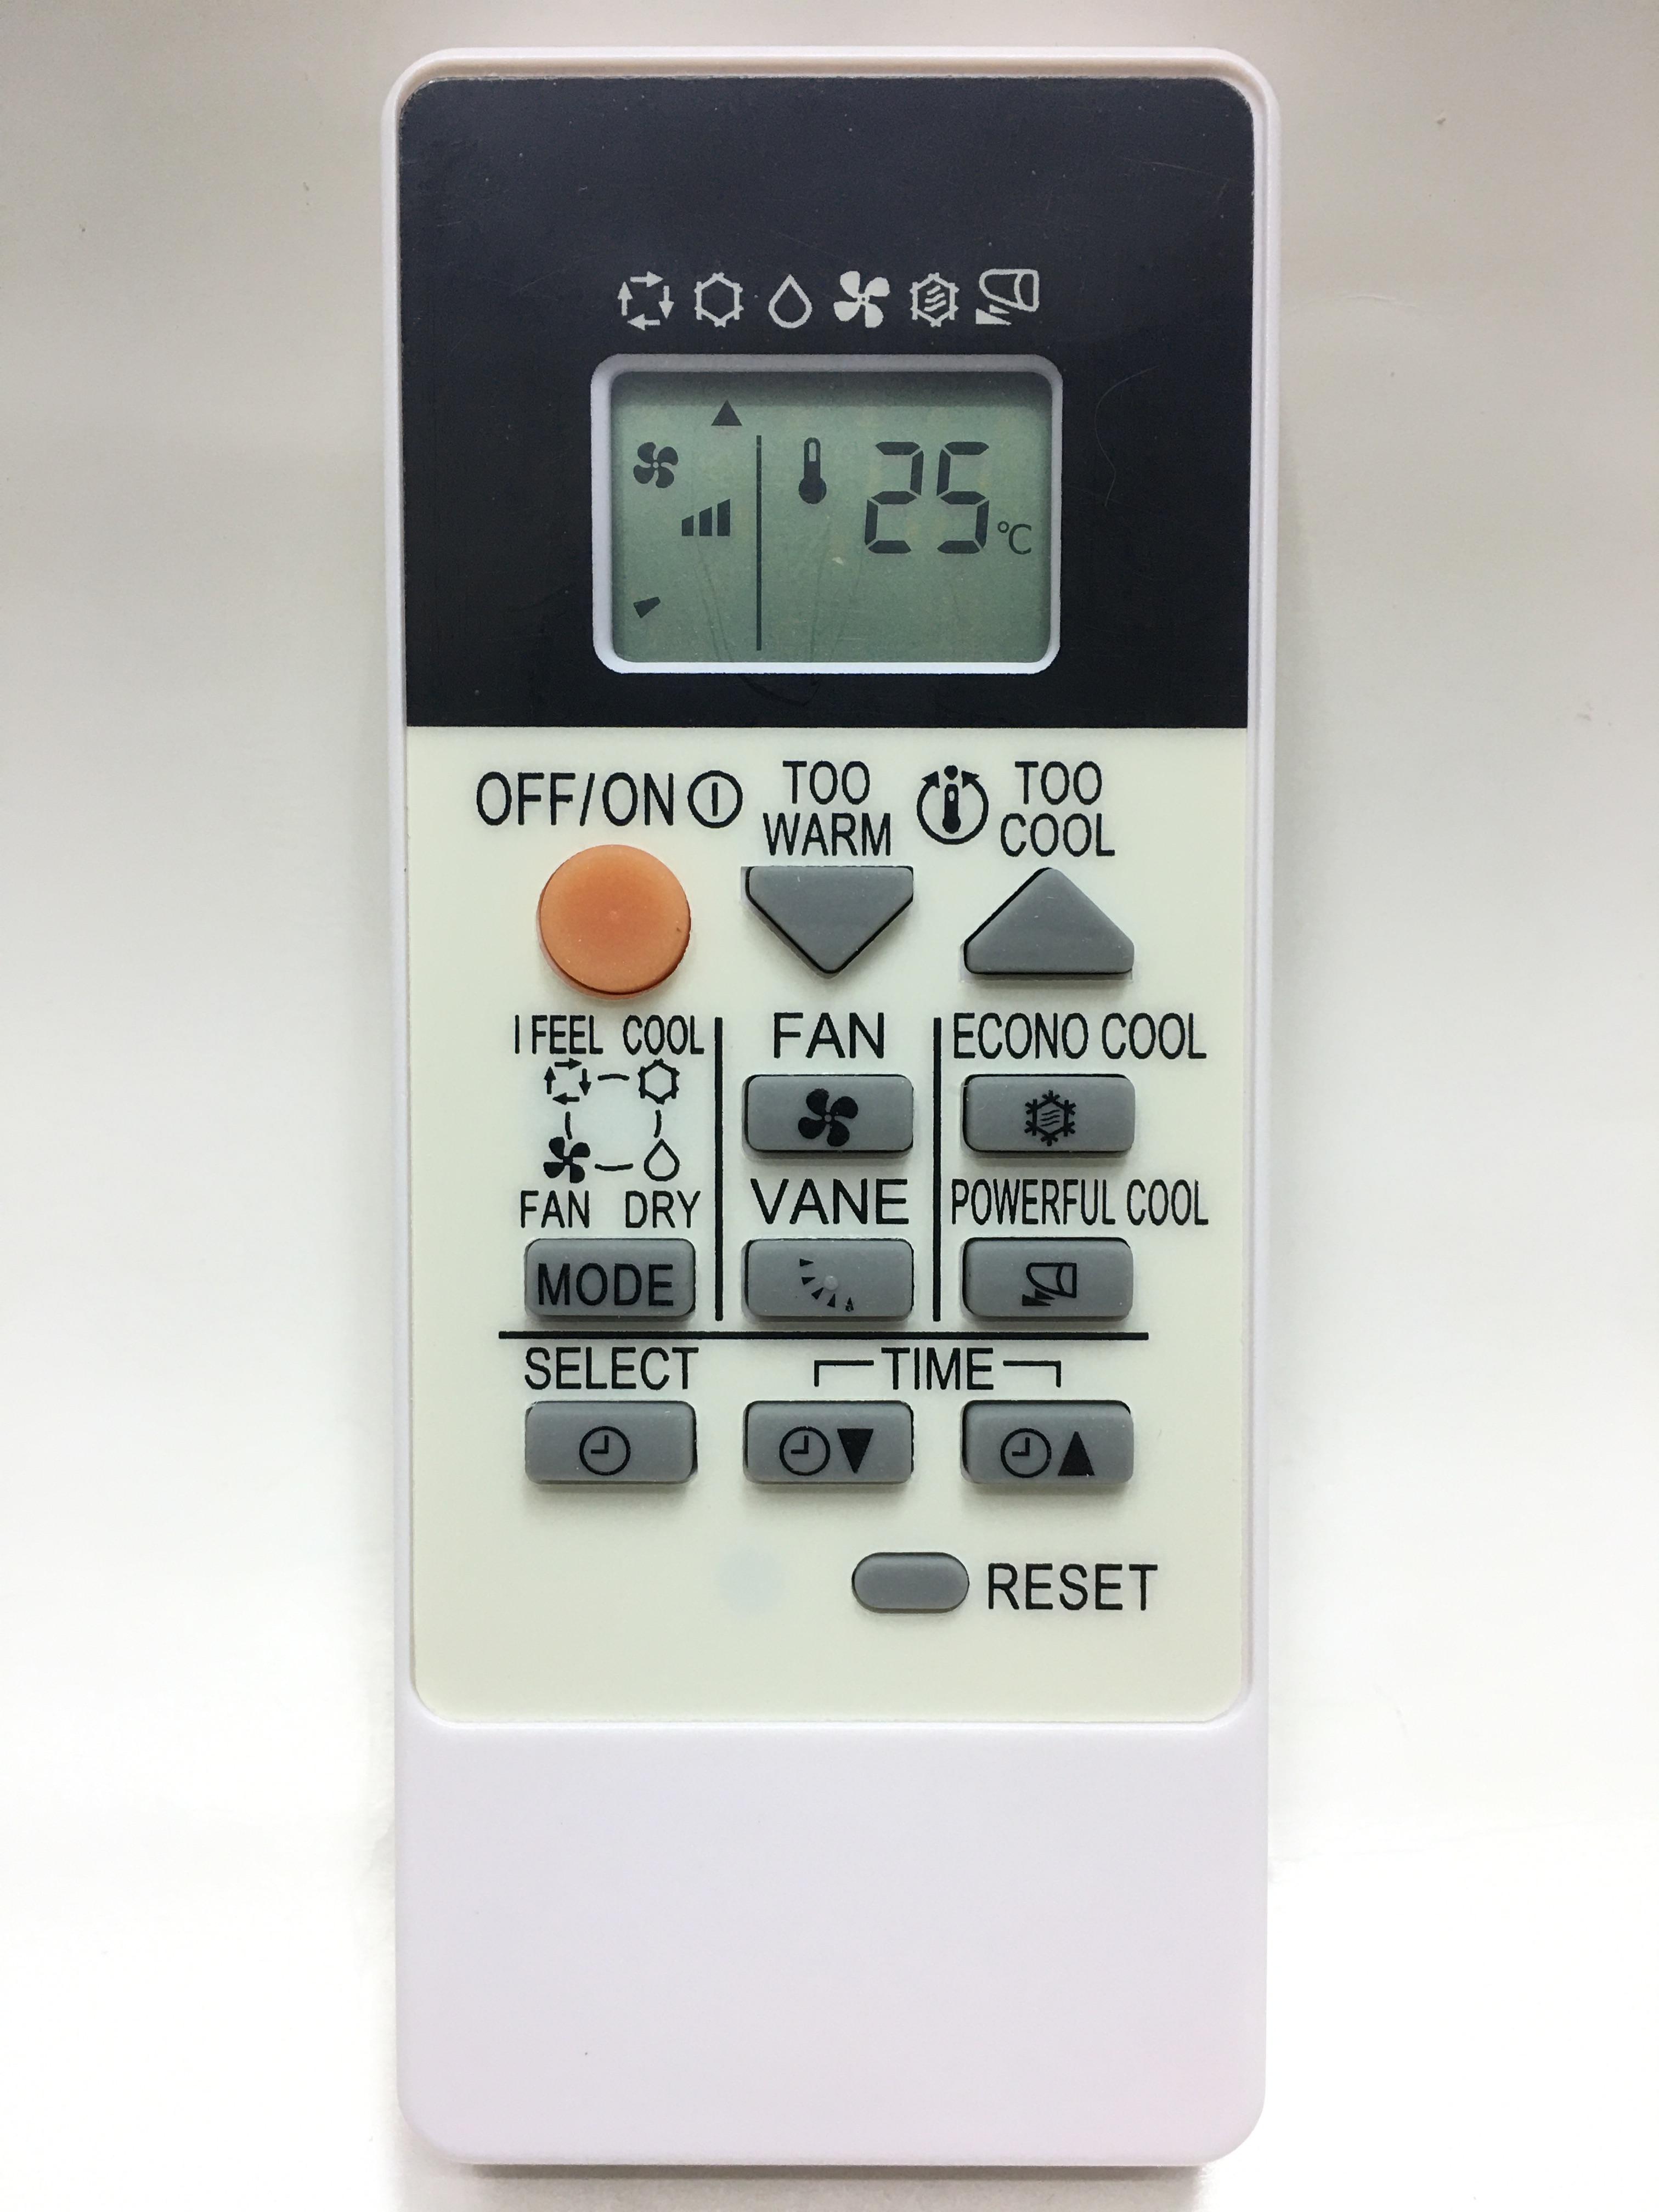 25 °C
OFF/ON
TOO WARM
TOO COOL
I FEEL COOL
FAN DRY
MODE
FAN
VANE
ECONO COOL
POWERFUL COOL
SELECT
TIME
RESET